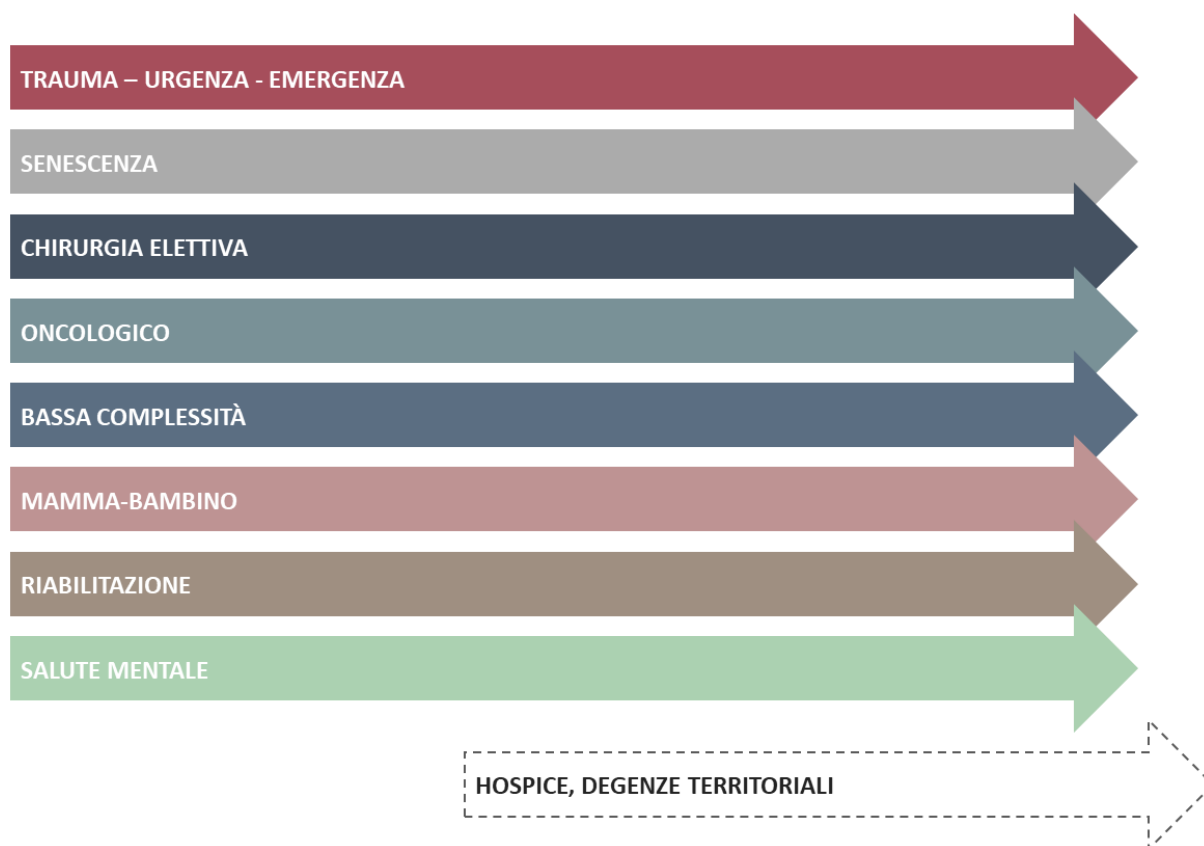 TRAUMA – URGENZA - EMERGENZA
SENESCENZA
CHIRURGIA ELETTIVA
ONCOLOGICO
BASSA COMPLESSITÀ
MAMMA-BAMBINO
RIABILITAZIONE
SALUTE MENTALE
HOSPICE, DEGENZE TERRITORIALI